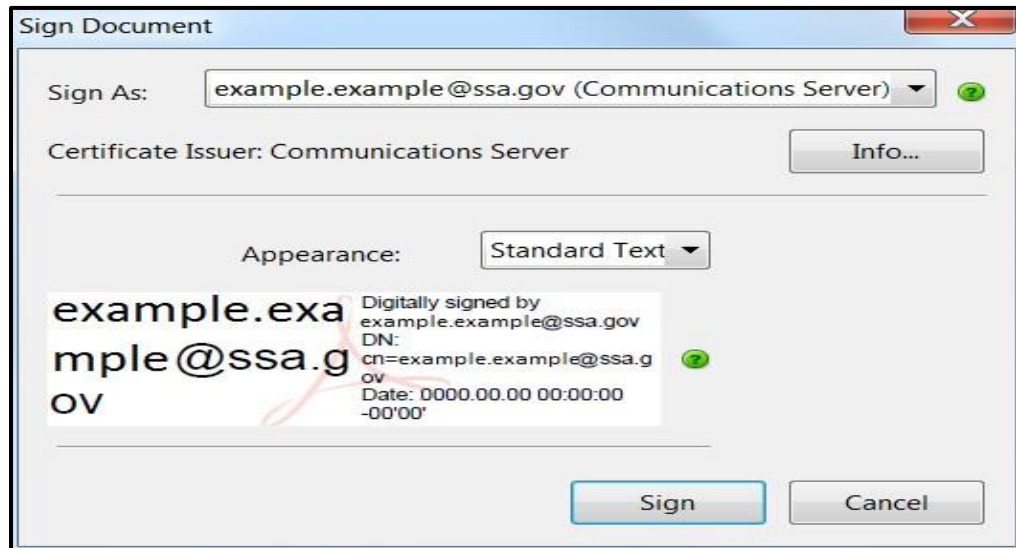 Sign Document
X
Sign As: example.example@ssa.gov (Communications Server)
?
Certificate Issuer: Communications Server
Info...
Appearance: Standard Text
example.exa
mple@ssa.g
ov
Digitally signed by
example.example@ssa.gov
DN:
cn=example.example@ssa.g
ov
Date: 0000.00.00 00:00:00
-00'00'
?
Sign
Cancel